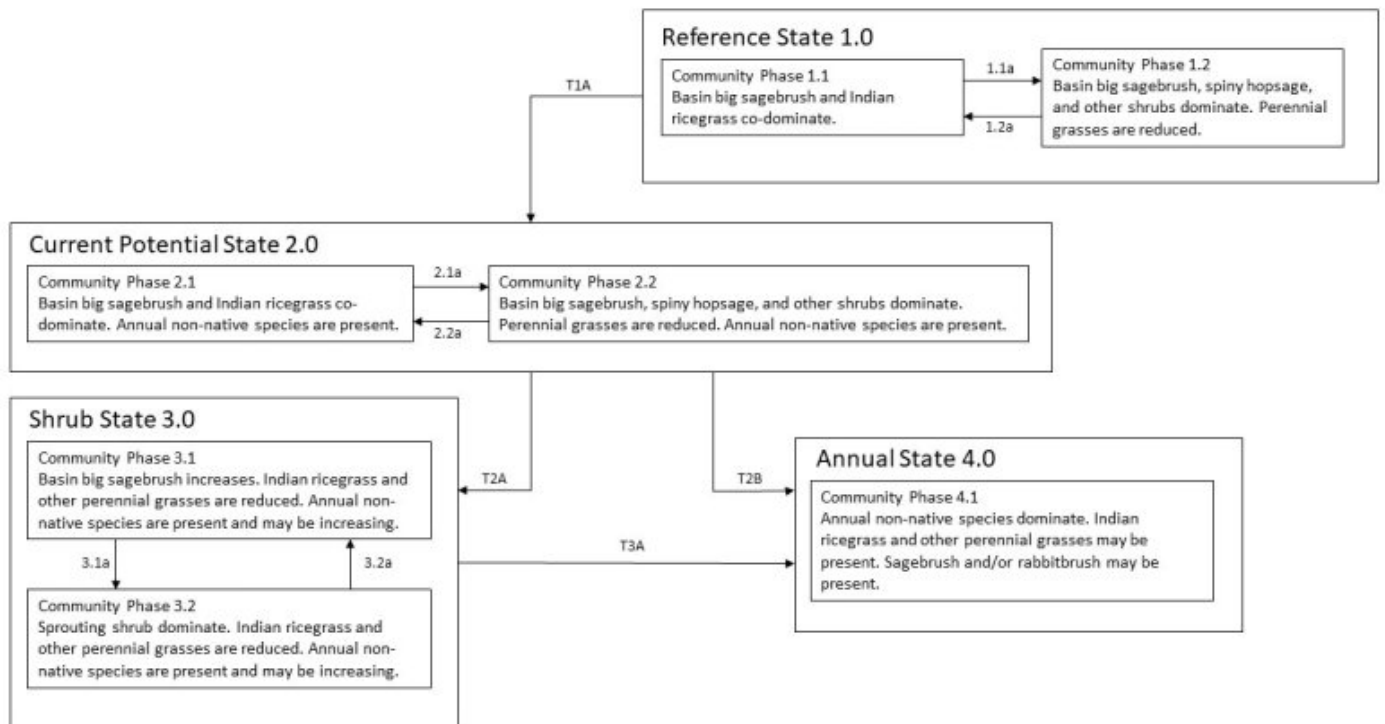 Reference State 1.0
Community Phase 1.1
Basin big sagebrush and Indian
ricegrass co-dominate.
1.1a
1.2a
Community Phase 1.2
Basin big sagebrush, spiny hopsage,
and other shrubs dominate. Perennial
grasses are reduced.
T1A
Current Potential State 2.0
Community Phase 2.1
Basin big sagebrush and Indian ricegrass co-
dominate. Annual non-native species are present.
2.1a
2.2a
Community Phase 2.2
Basin big sagebrush, spiny hopsage, and other shrubs dominate.
Perennial grasses are reduced. Annual non-native species are present.
T2A
T2B
Shrub State 3.0
Community Phase 3.1
Basin big sagebrush increases. Indian ricegrass and
other perennial grasses are reduced. Annual non-
native species are present and may be increasing.
3.1a
3.2a
Community Phase 3.2
Sprouting shrub dominate. Indian ricegrass and
other perennial grasses are reduced. Annual non-
native species are present and may be increasing.
T3A
Annual State 4.0
Community Phase 4.1
Annual non-native species dominate. Indian
ricegrass and other perennial grasses may be
present. Sagebrush and/or rabbitbrush may be
present.